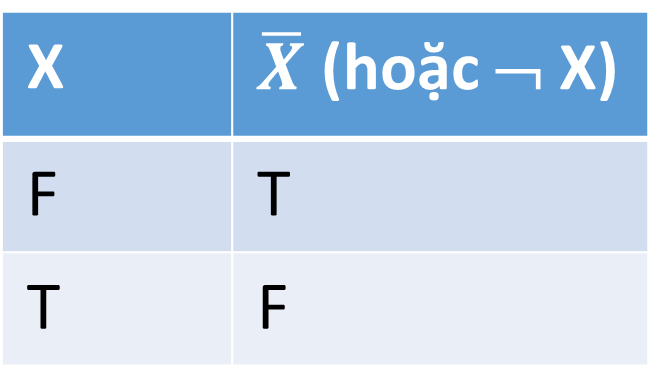 X X̅ (hoặc ¬ X)
F T
T F